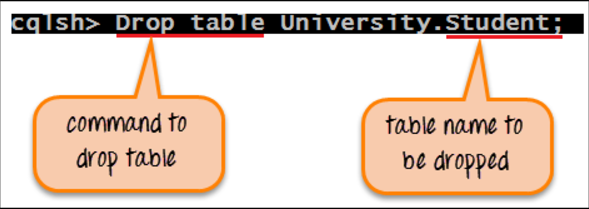 cqlsh> Drop table University.Student;
command to
drop table
table name to
be dropped